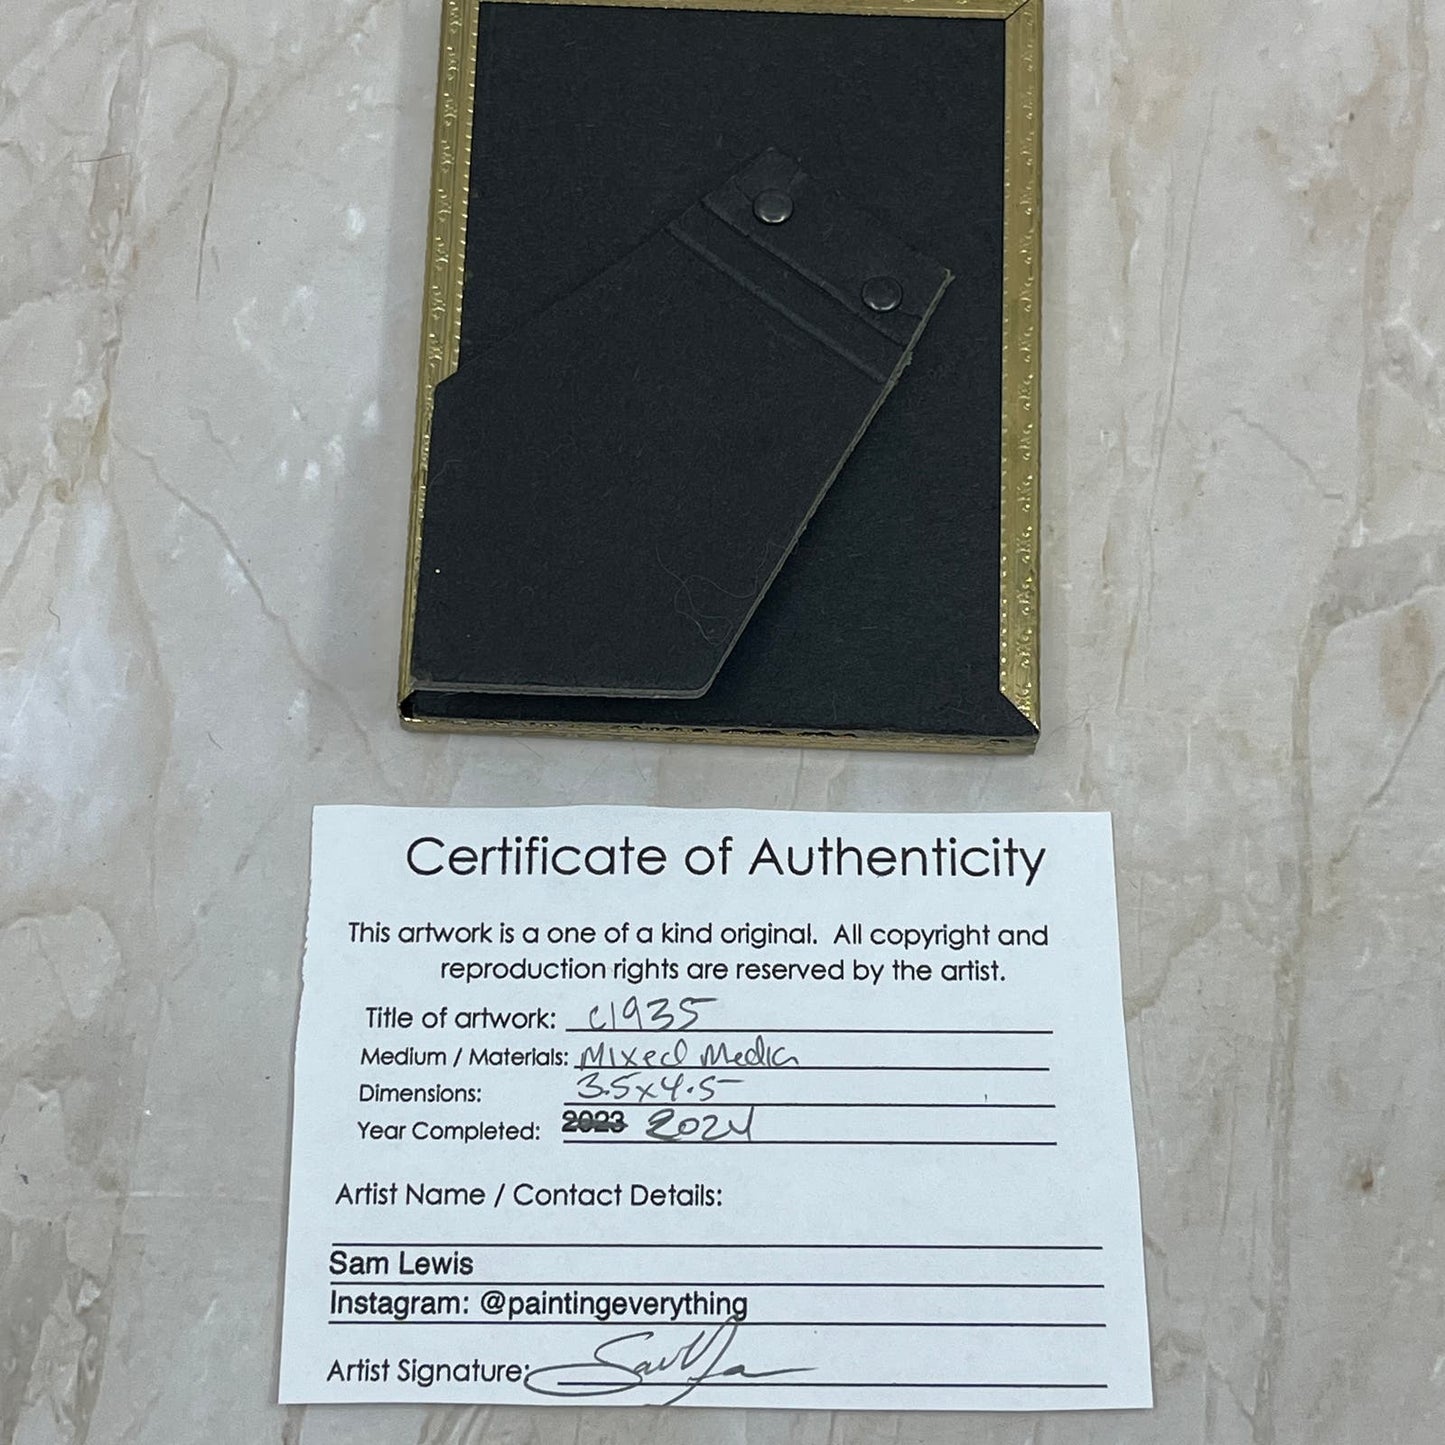 Certificate of Authenticity
This artwork is a one of a kind original. All copyright and
reproduction rights are reserved by the artist.
Title of artwork: c1935
Medium / Materials: Mixed Media
Dimensions: 3.5x4.5
Year Completed: 2023 2024
Artist Name / Contact Details:
Sam Lewis
Instagram: @paintingeverything
Artist Signature: